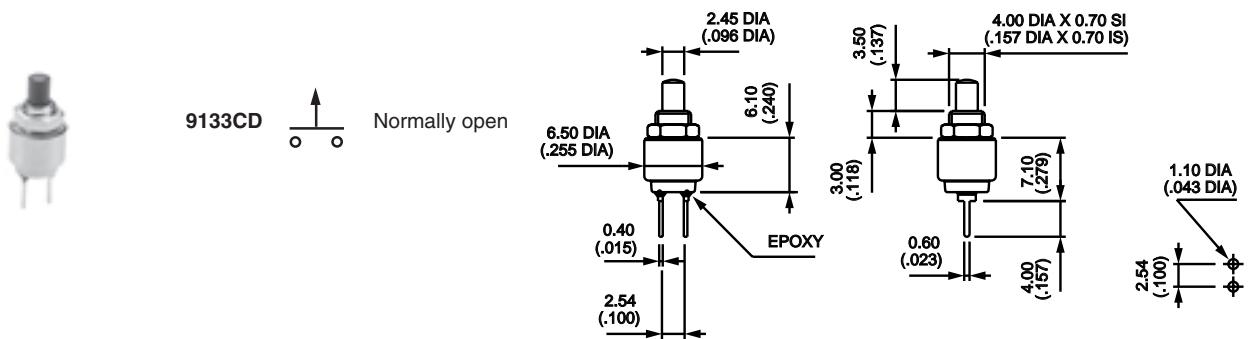 9133CD
Normally open
2.45 DIA
(.096 DIA)
6.10
(.240)
6.50 DIA
(.255 DIA)
0.40
(.015)
EPOXY
2.54
(.100)
3.50
(.137)
4.00 DIA X 0.70 SI
(.157 DIA X 0.70 IS)
3.00
(.118)
7.10
(.279)
0.60
(.023)
4.00
(.157)
1.10 DIA
(.043 DIA)
2.54
(.100)